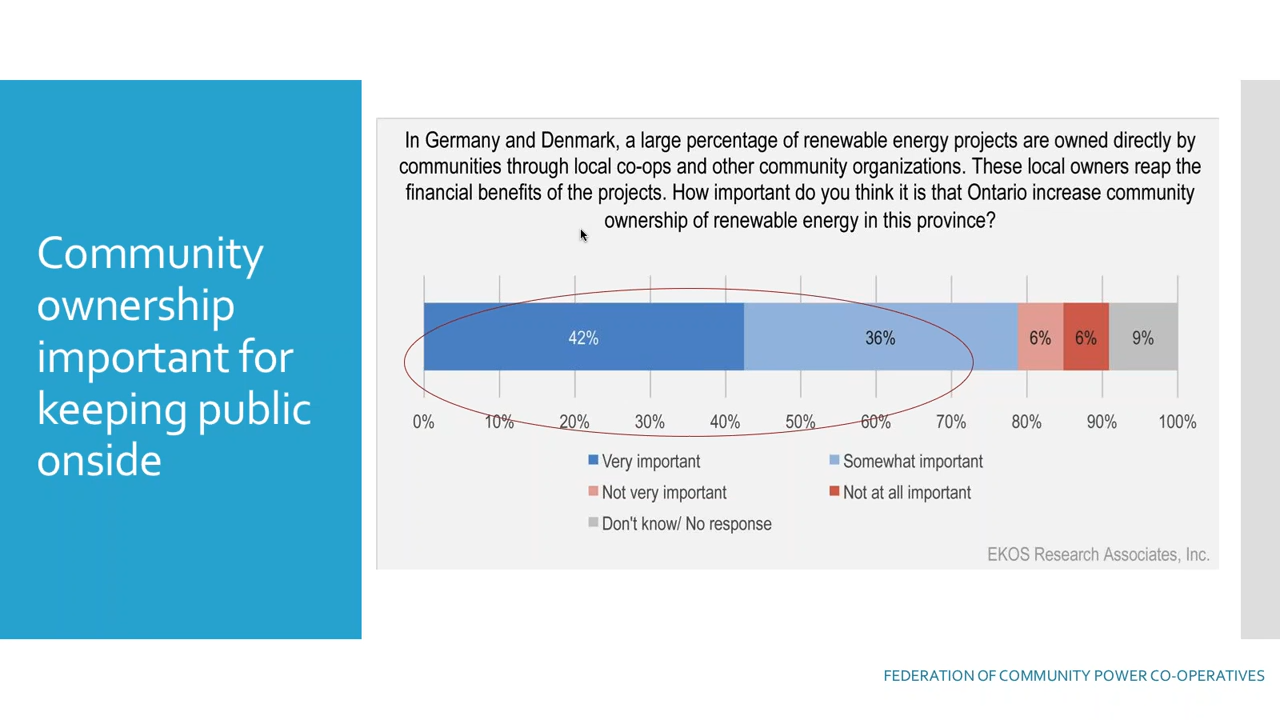 Community
ownership
important for
keeping public
onside
In Germany and Denmark, a large percentage of renewable energy projects are owned directly by
communities through local co-ops and other community organizations. These local owners reap the
financial benefits of the projects. How important do you think it is that Ontario increase community
ownership of renewable energy in this province?
42% 36% 6% 6% 9%
0% 10% 20% 30% 40% 50% 60% 70% 80% 90% 100%
Very important Somewhat important
Not very important Not at all important
Don't know/ No response
EKOS Research Associates, Inc.
FEDERATION OF COMMUNITY POWER CO-OPERATIVES